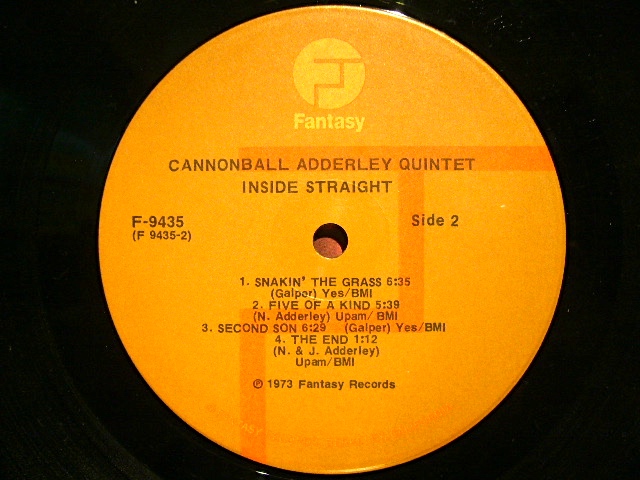 Fantasy
CANNONBALL ADDERLEY QUINTET
INSIDE STRAIGHT
F-9435
(F 9435-2)
Side 2
1. SNAKIN' THE GRASS 6:35
(Galper) Yes/BMI
2. FIVE OF A KIND 5:39
(N. Adderley) Upam/BMI
3. SECOND SON 6:29 (Galper) Yes/BMI
4. THE END 1:12
(N. & J. Adderley)
Upam/BMI
℗ 1973 Fantasy Records